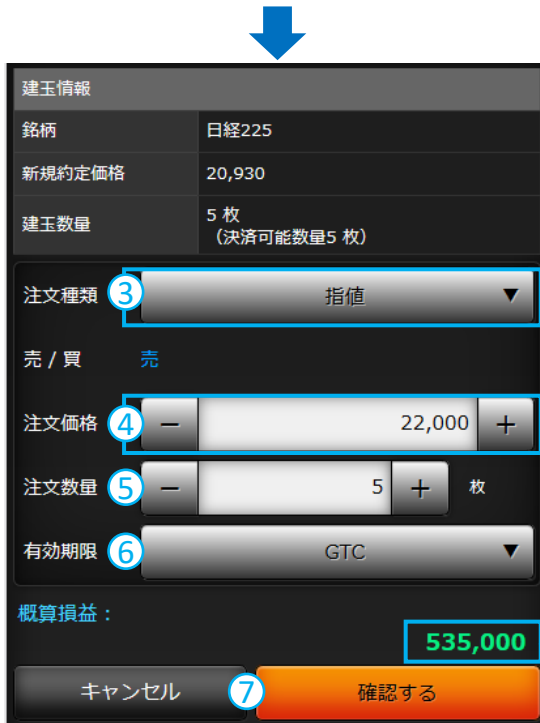 建玉情報
銘柄 日経225
新規約定価格 20,930
建玉数量 5 枚
（決済可能数量5 枚）
注文種類 ③ 指値 ▼
売 / 買 売
注文価格 ④ − 22,000 +
注文数量 ⑤ − 5 + 枚
有効期限 ⑥ GTC ▼
概算損益：
535,000
キャンセル ⑦ 確認する